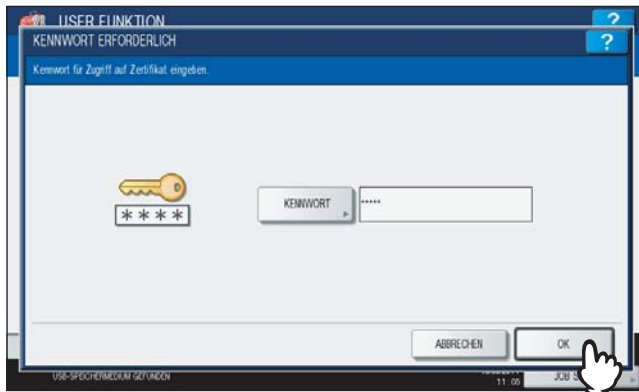 USER FUNKTION
?
KENNWORT ERFORDERLICH
?
Kennwort für Zugriff auf Zertifikat eingeben.
****
KENNWORT
•••••
ABBRECHEN
OK
USB-SPEICHERMEDIUM GEFUNDEN
11:05
JOB S